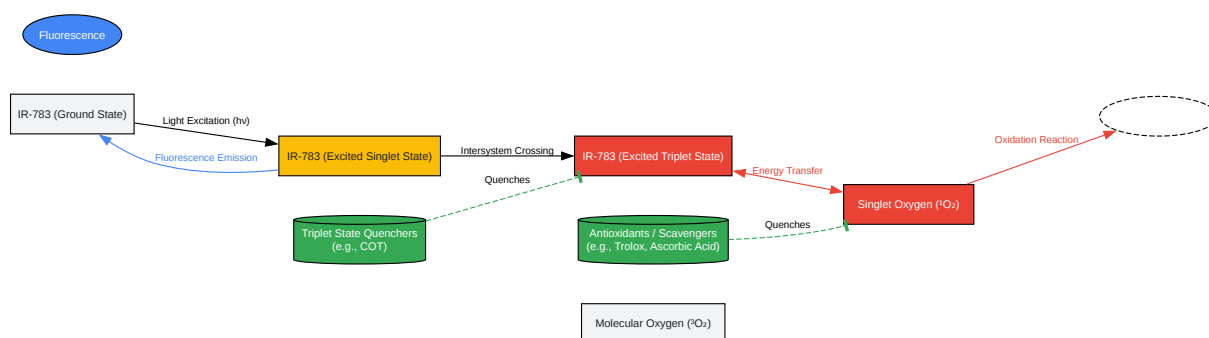 Fluorescence
IR-783 (Ground State)
Light Excitation (hν)
Fluorescence Emission
IR-783 (Excited Singlet State)
Intersystem Crossing
IR-783 (Excited Triplet State)
Quenches
Energy Transfer
Oxidation Reaction
Singlet Oxygen (¹O₂)
Triplet State Quenchers
(e.g., COT)
Antioxidants / Scavengers
(e.g., Trolox, Ascorbic Acid)
Quenches
Molecular Oxygen (³O₂)